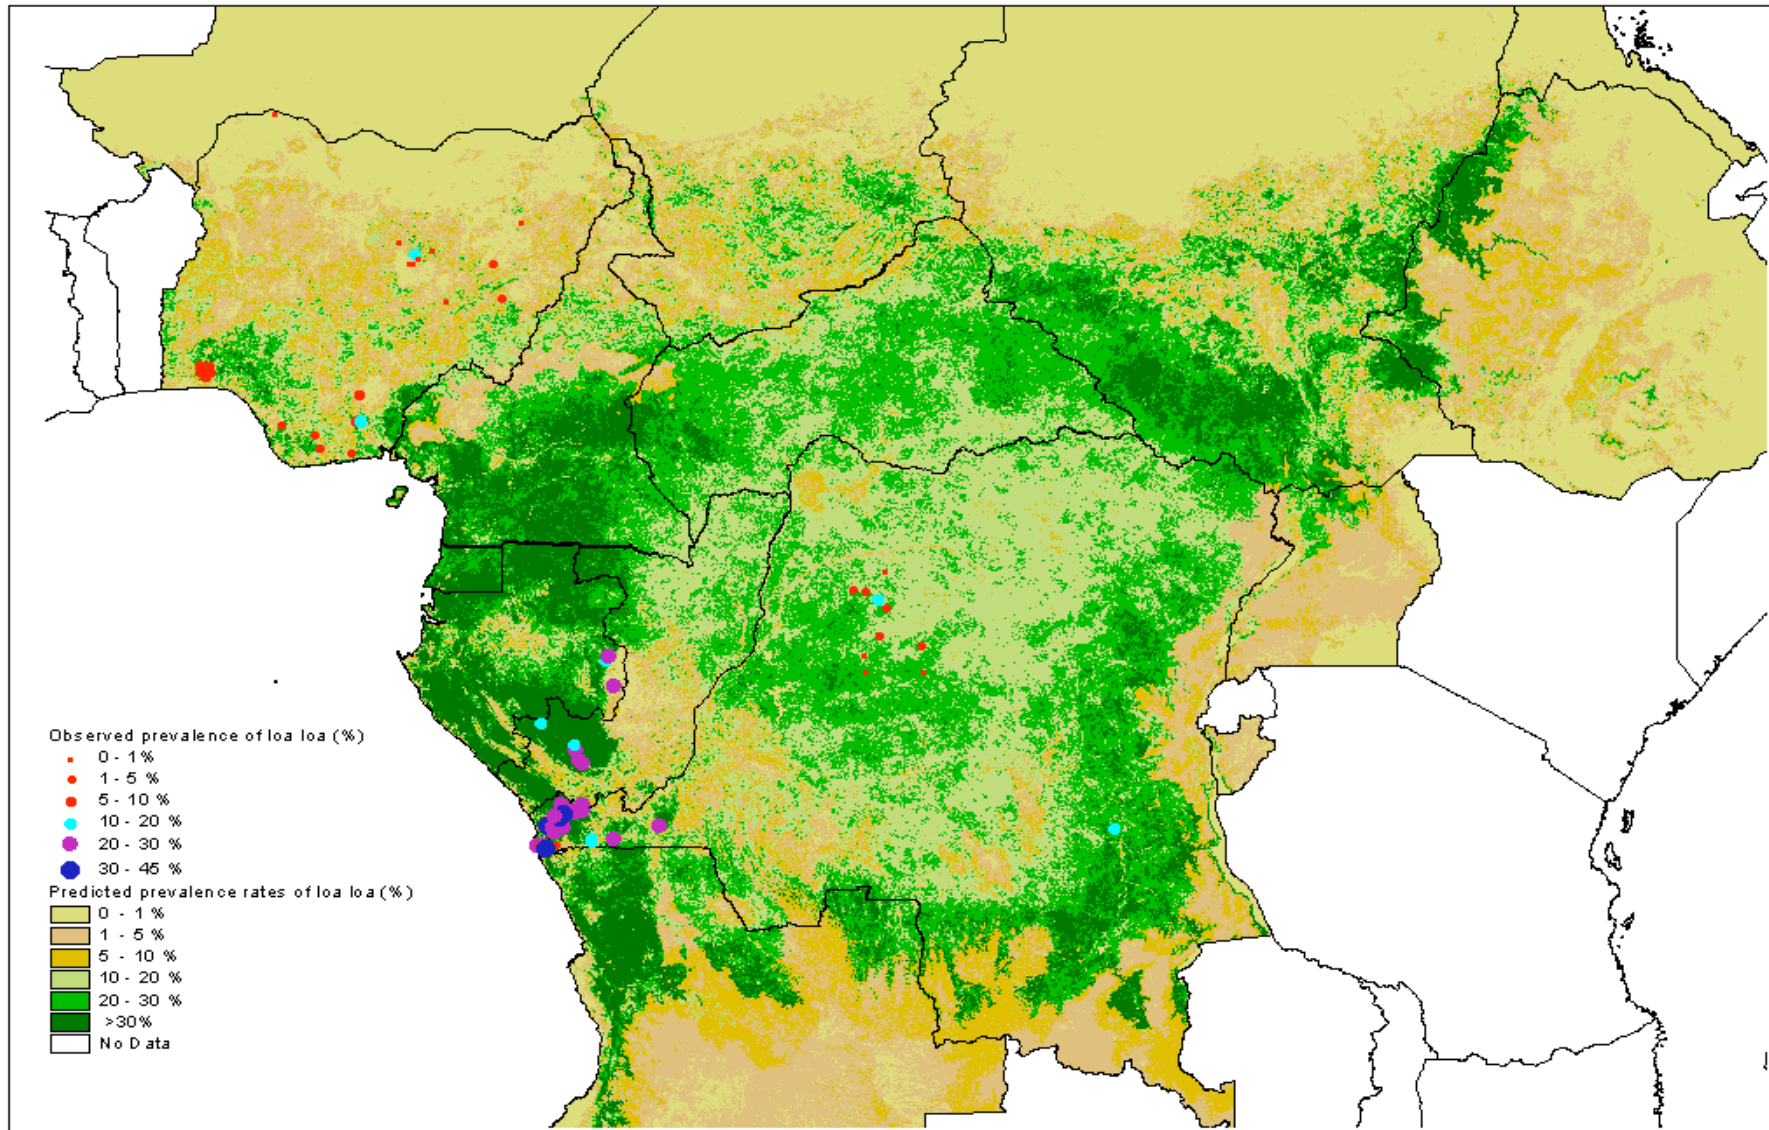 Observed prevalence of loa loa (%)
0 - 1%
1 - 5 %
5 - 10 %
10 - 20 %
20 - 30 %
30 - 45 %
Predicted prevalence rates of loa loa (%)
0 - 1 %
1 - 5 %
5 - 10 %
10 - 20 %
20 - 30 %
>30%
No Data